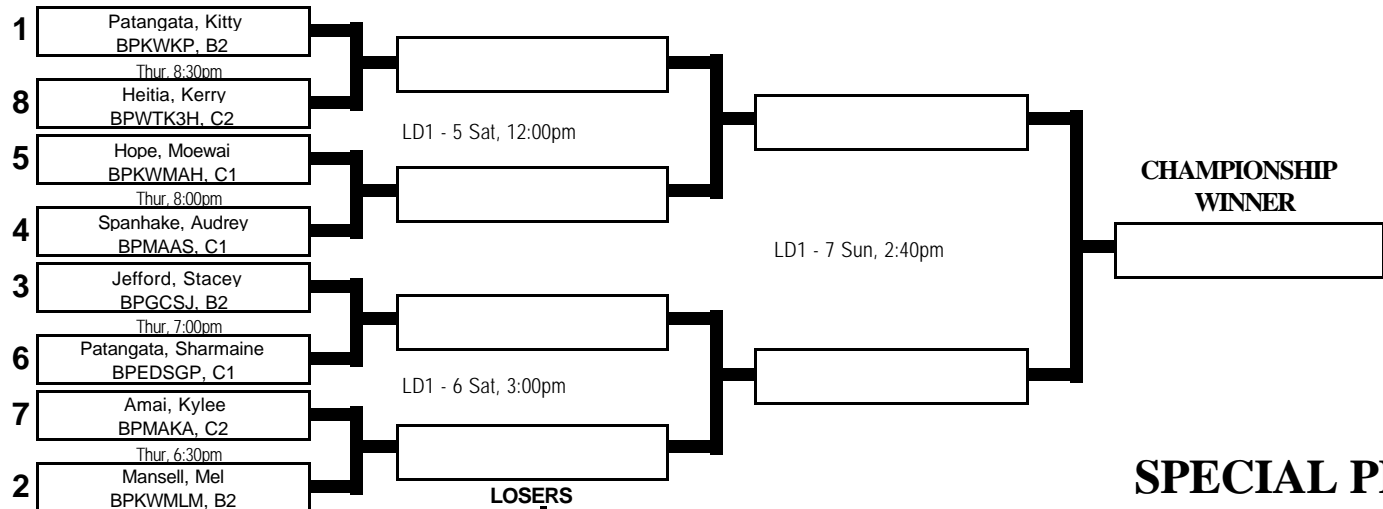 1
Patangata, Kitty
BPKWKP, B2
Thur, 8:30pm
8
Heitia, Kerry
BPWTK3H, C2
5
Hope, Moewai
BPKWMAH, C1
Thur, 8:00pm
4
Spanhake, Audrey
BPMAAS, C1
3
Jefford, Stacey
BPGCSJ, B2
Thur, 7:00pm
6
Patangata, Sharmaine
BPEDSGP, C1
7
Amai, Kylee
BPMAKA, C2
Thur, 6:30pm
2
Mansell, Mel
BPKWMLM, B2
LD1 - 5 Sat, 12:00pm
LD1 - 6 Sat, 3:00pm
LOSERS
LD1 - 7 Sun, 2:40pm
CHAMPIONSHIP
WINNER
SPECIAL